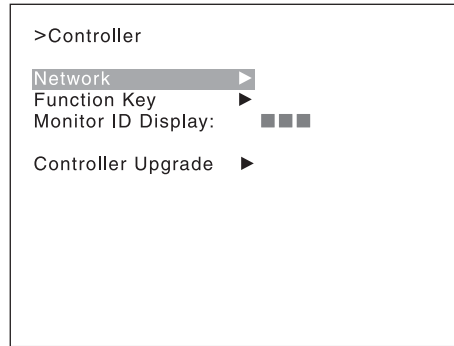 >Controller
Network ▶
Function Key ▶
Monitor ID Display: ■■■
Controller Upgrade ▶